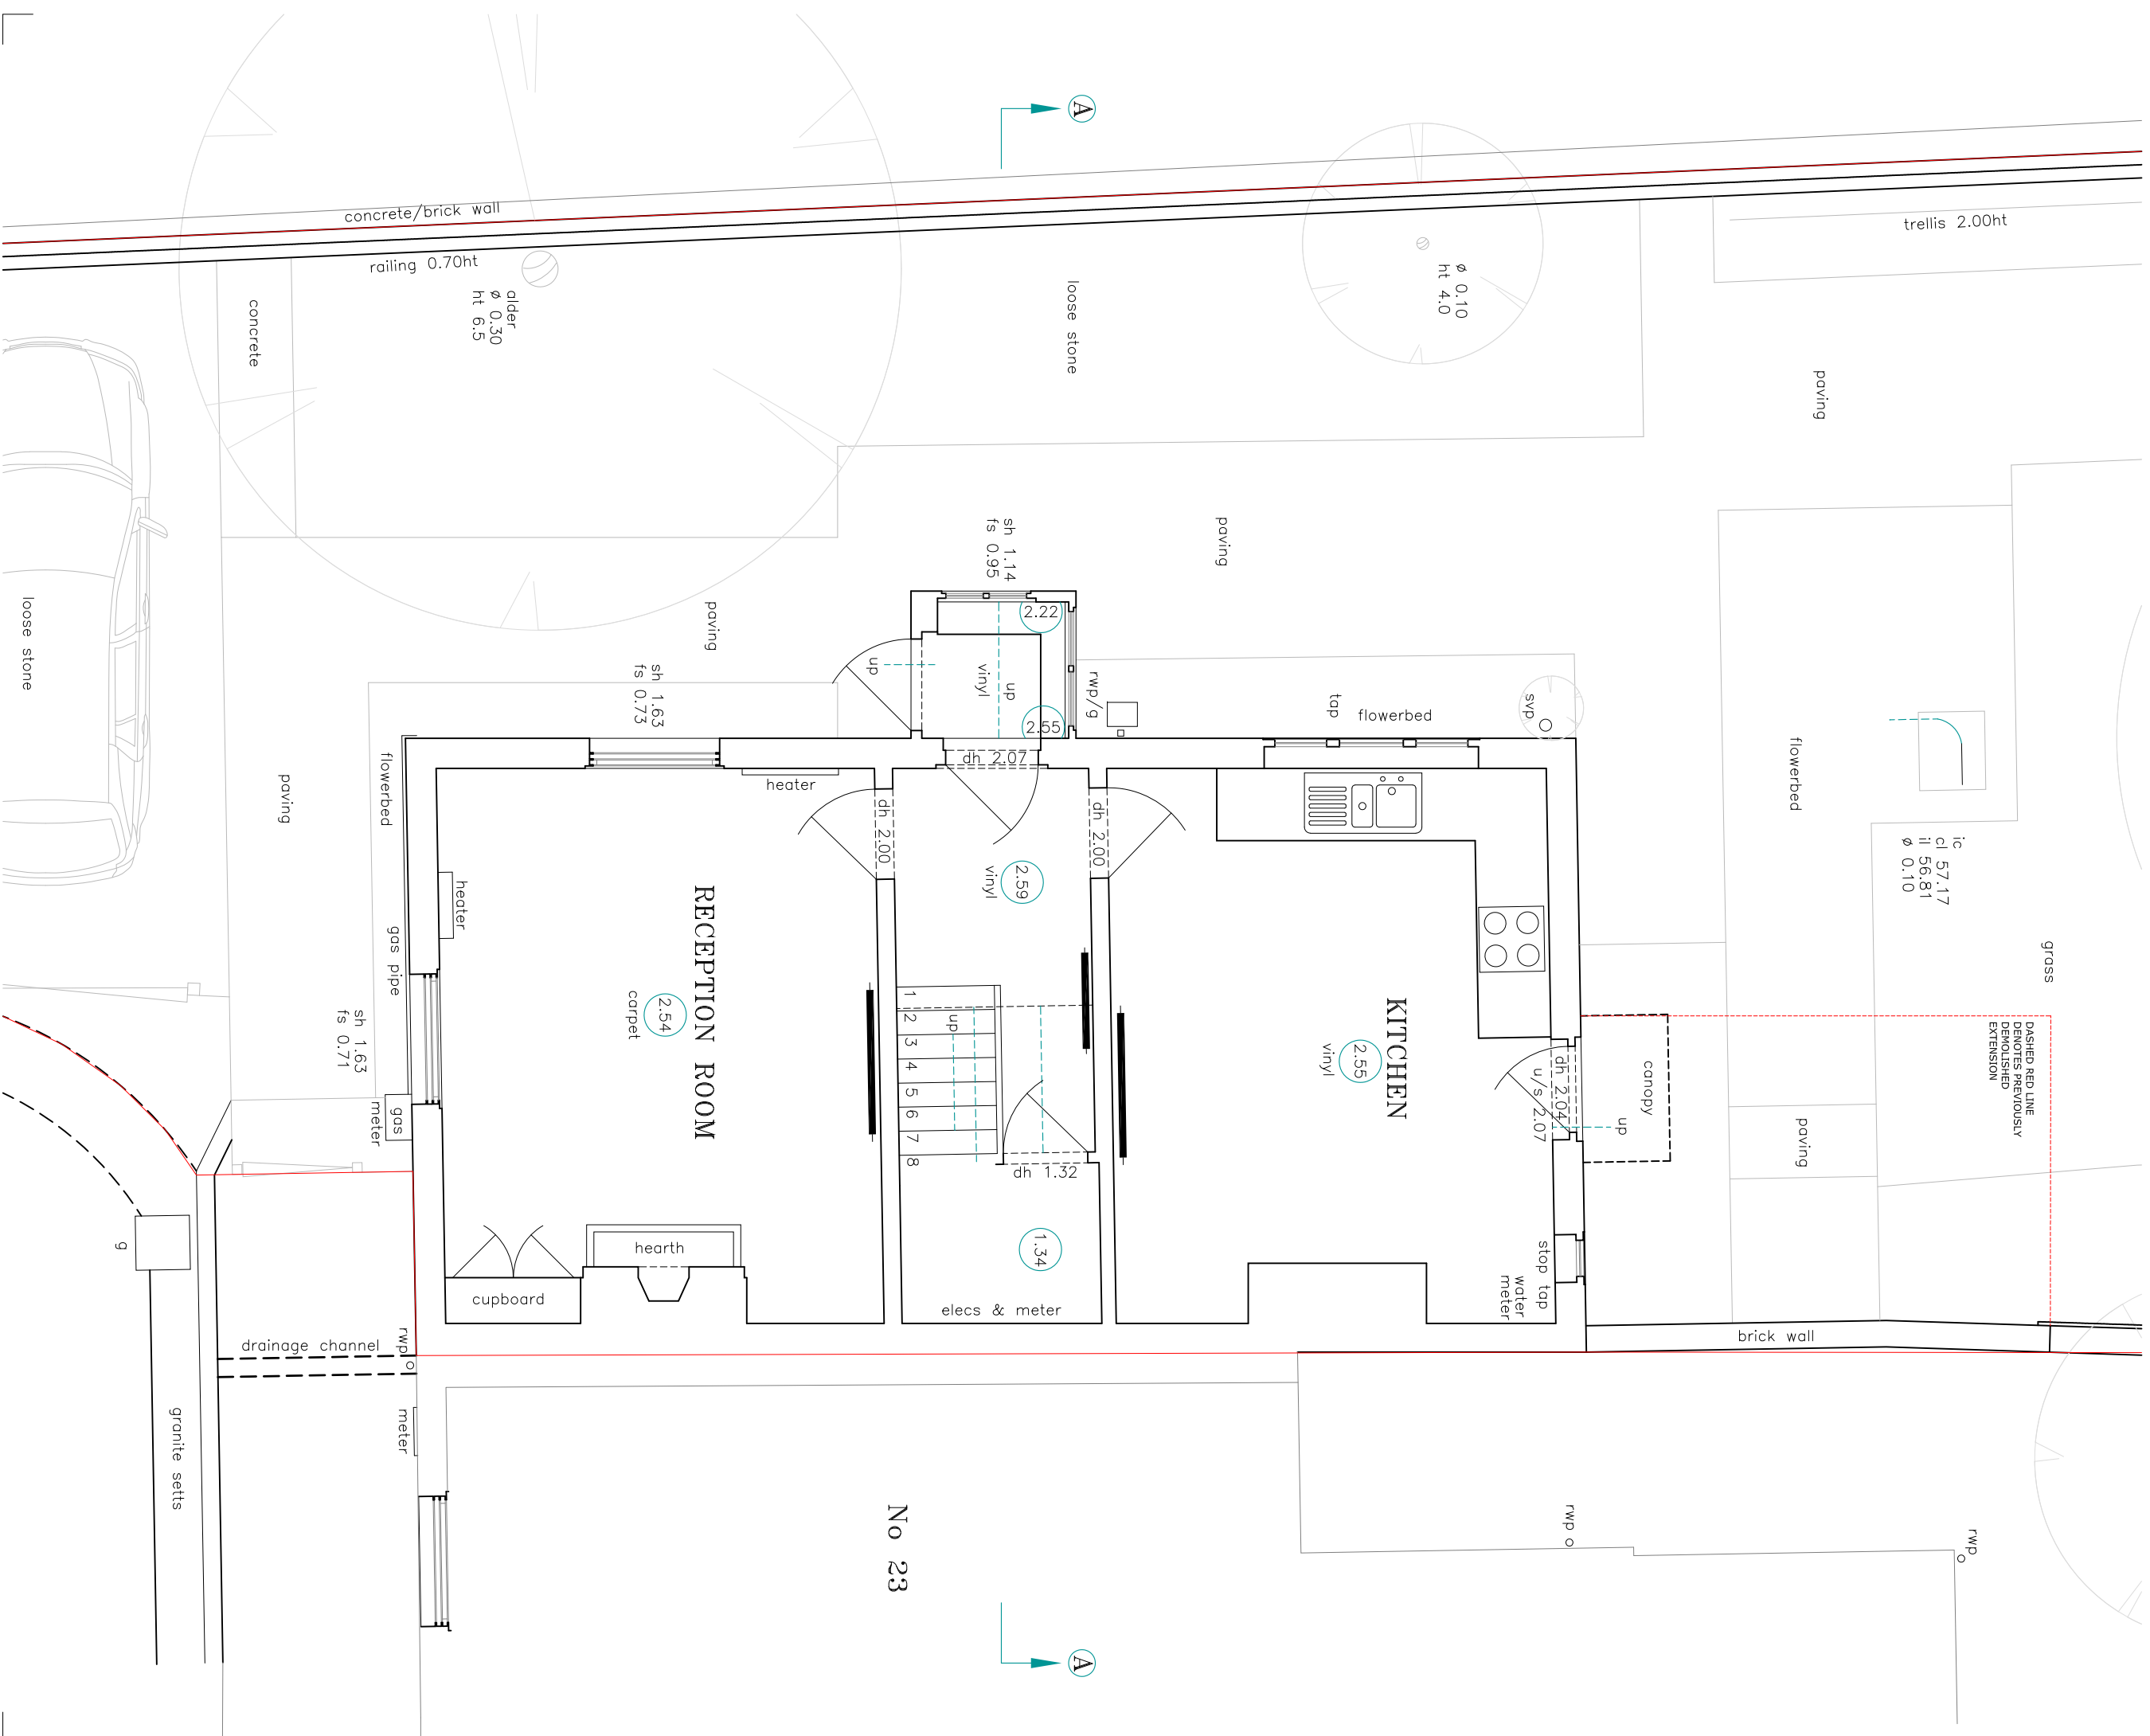 A
concrete/brick wall
railing 0.70ht
trellis 2.00ht
concrete
alder
ø 0.30
ht 6.5
loose stone
ø 0.10
ht 4.0
paving
paving
sh 1.14
fs 0.95
paving
sh 1.63
fs 0.73
loose stone
2.22
up
vinyl
up
2.55
rwp/g
tap
flowerbed
svp
flowerbed
ic
cl 57.17
il 56.81
ø 0.10
grass
paving
flowerbed
dh 2.07
heater
dh 2.00
dh 2.00
heater
gas pipe
sh 1.63
fs 0.71
gas
meter
RECEPTION ROOM
2.54
carpet
2.59
vinyl
1
2
3
4
5
6
7
8
up
dh 1.32
1.34
elecs & meter
KITCHEN
2.55
vinyl
dh 2.04
u/s 2.07
canopy
up
DASHED RED LINE
DENOTES PREVIOUSLY
DEMOLISHED
EXTENSION
paving
hearth
cupboard
stop tap
water
meter
brick wall
g
drainage channel
rwp
meter
granite setts
No 23
rwp
rwp
A